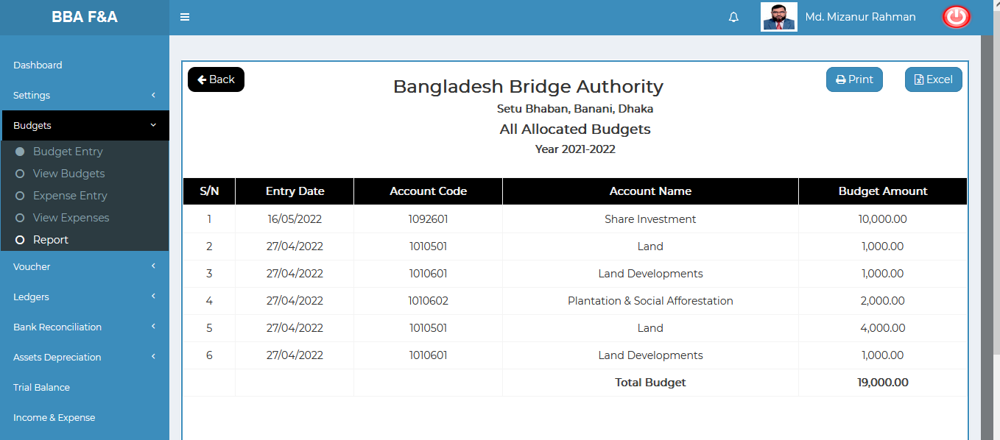 BBA F&A
Md. Mizanur Rahman
Dashboard
Settings
Budgets
Budget Entry
View Budgets
Expense Entry
View Expenses
Report
Voucher
Ledgers
Bank Reconciliation
Assets Depreciation
Trial Balance
Income & Expense
Back
Print
Excel
Bangladesh Bridge Authority
Setu Bhaban, Banani, Dhaka
All Allocated Budgets
Year 2021-2022
S/N Entry Date Account Code Account Name Budget Amount
1 16/05/2022 1092601 Share Investment 10,000.00
2 27/04/2022 1010501 Land 1,000.00
3 27/04/2022 1010601 Land Developments 1,000.00
4 27/04/2022 1010602 Plantation & Social Afforestation 2,000.00
5 27/04/2022 1010501 Land 4,000.00
6 27/04/2022 1010601 Land Developments 1,000.00
Total Budget 19,000.00